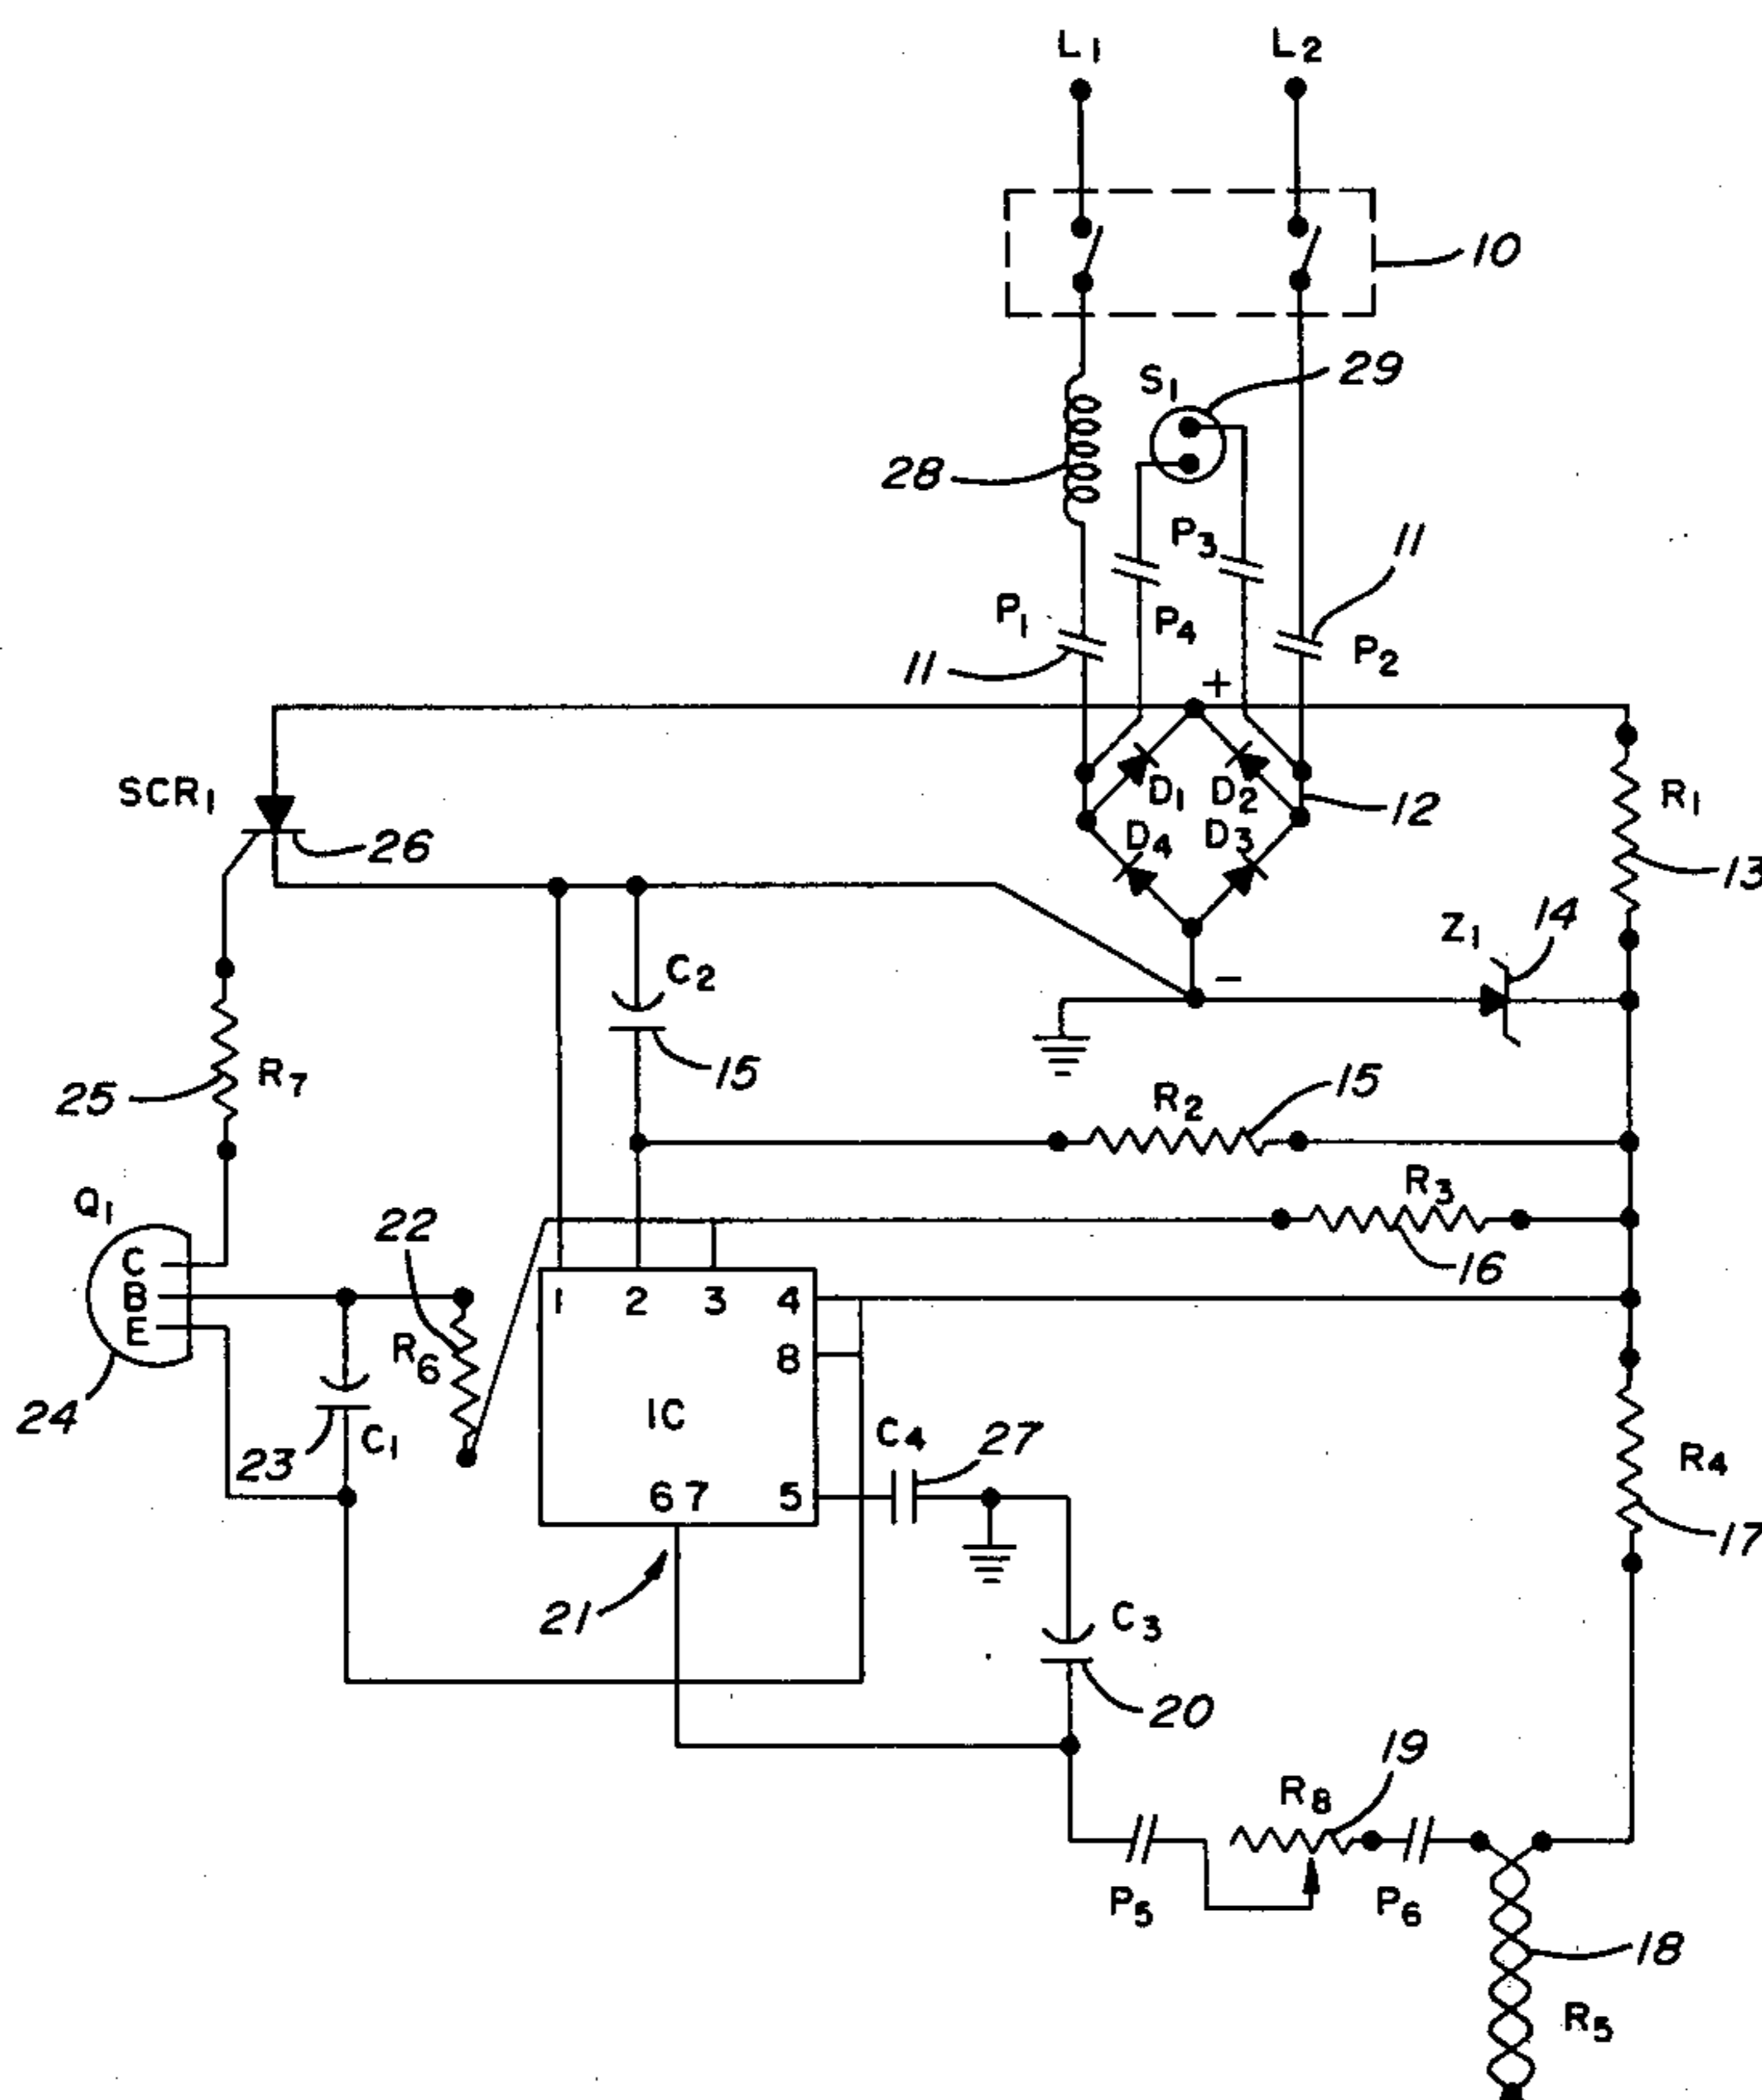 L1 L2
10
S1 29
28
P3 11
P1 P4 P2
11
+
SCR1 D1 D2 12 R1
26 D4 D3 13
Z1 14
C2 −
15
R7 R2 15
25
R3
Q1 22 16
C 1 2 3 4
B
E R6 8
24 IC C4 27
23 C1 R4
6 7 5 17
21 C3
20
19
R8
P5 P6
18
R5